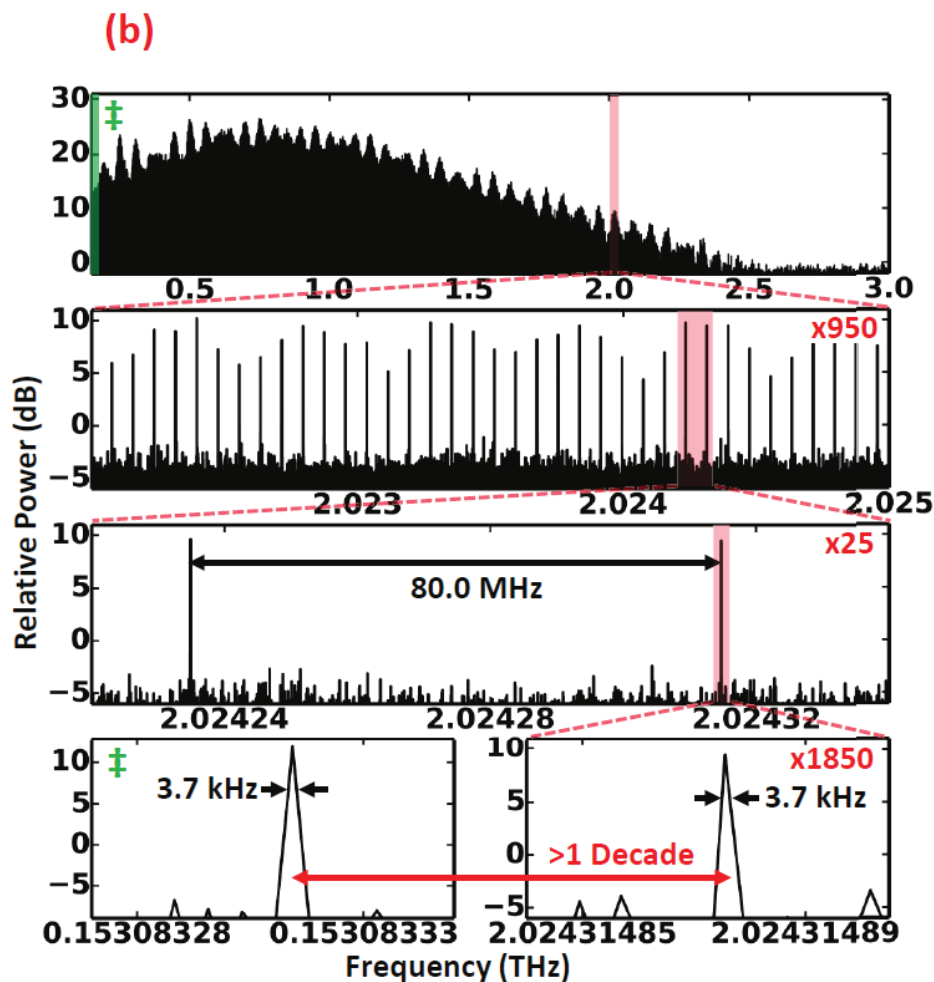 (b)
30
20
10
0
‡
0.5 1.0 1.5 2.0 2.5 3.0
10
5
0
−5
x950
2.023 2.024 2.025
Relative Power (dB)
10
5
0
−5
x25
80.0 MHz
2.02424 2.02428 2.02432
10
5
0
−5
‡
3.7 kHz
0.15308328 0.15308333
10
5
0
−5
x1850
3.7 kHz
>1 Decade
2.02431485 2.02431489
Frequency (THz)